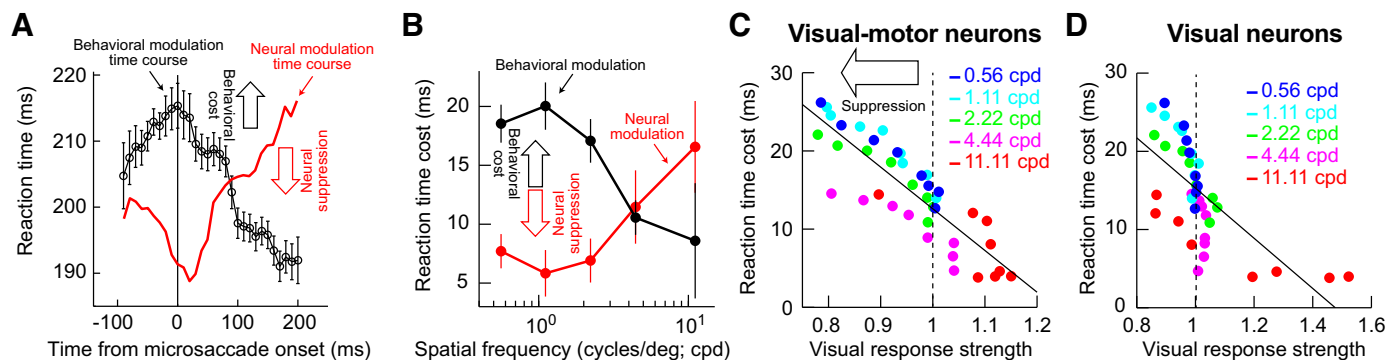 A
Behavioral modulation
time course
Neural modulation
time course
Behavioral
cost
Neural
suppression
Reaction time (ms)
220
210
200
190
-100
0
100
200
Time from microsaccade onset (ms)
B
Behavioral modulation
Neural
modulation
Behavioral
cost
Neural
suppression
Reaction time cost (ms)
20
15
10
5
10⁰
10¹
Spatial frequency (cycles/deg; cpd)
C
Visual-motor neurons
Suppression
0.56 cpd
1.11 cpd
2.22 cpd
4.44 cpd
11.11 cpd
Reaction time cost (ms)
30
20
10
0
0.8
0.9
1
1.1
1.2
Visual response strength
D
Visual neurons
0.56 cpd
1.11 cpd
2.22 cpd
4.44 cpd
11.11 cpd
Reaction time cost (ms)
30
20
10
0
0.8
1
1.2
1.4
1.6
Visual response strength